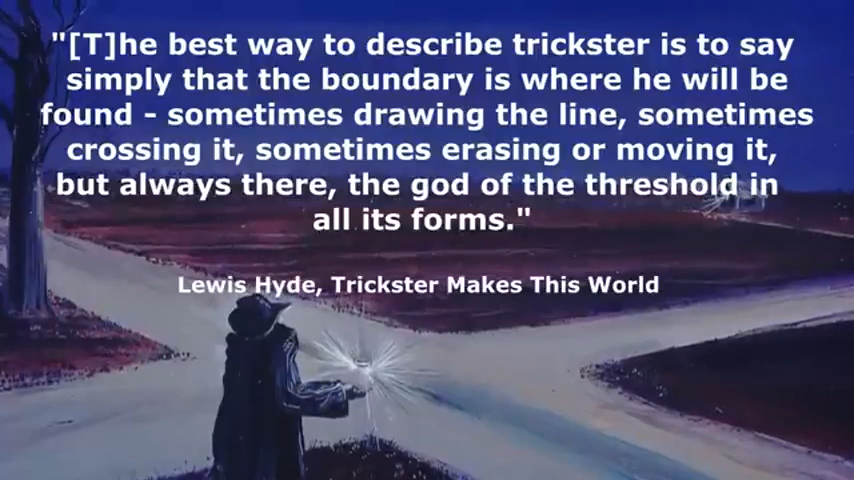 "[T]he best way to describe trickster is to say
simply that the boundary is where he will be
found - sometimes drawing the line, sometimes
crossing it, sometimes erasing or moving it,
but always there, the god of the threshold in
all its forms."
Lewis Hyde, Trickster Makes This World